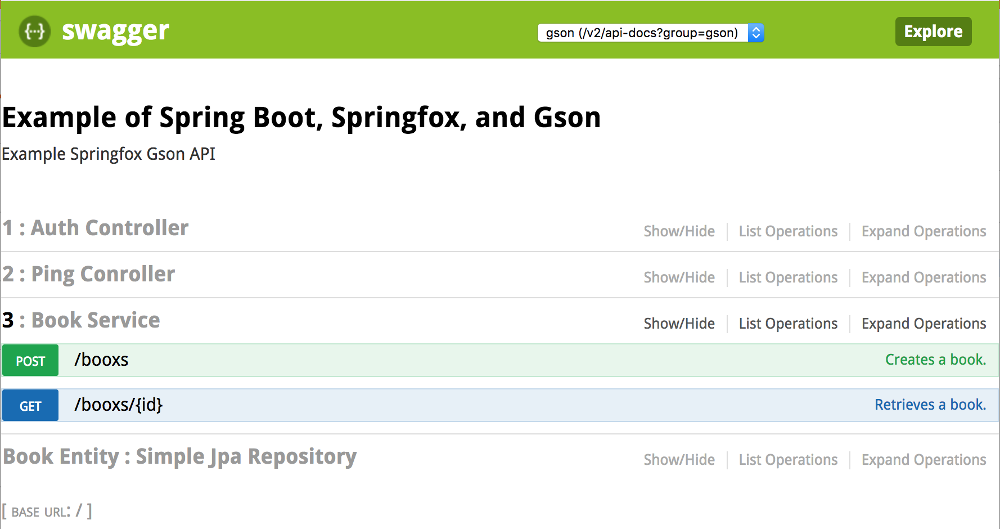 {···} swagger gson (/v2/api-docs?group=gson) Explore
Example of Spring Boot, Springfox, and Gson
Example Springfox Gson API
1 : Auth Controller Show/Hide List Operations Expand Operations
2 : Ping Conroller Show/Hide List Operations Expand Operations
3 : Book Service Show/Hide List Operations Expand Operations
POST /booxs Creates a book.
GET /booxs/{id} Retrieves a book.
Book Entity : Simple Jpa Repository Show/Hide List Operations Expand Operations
[ BASE URL: / ]